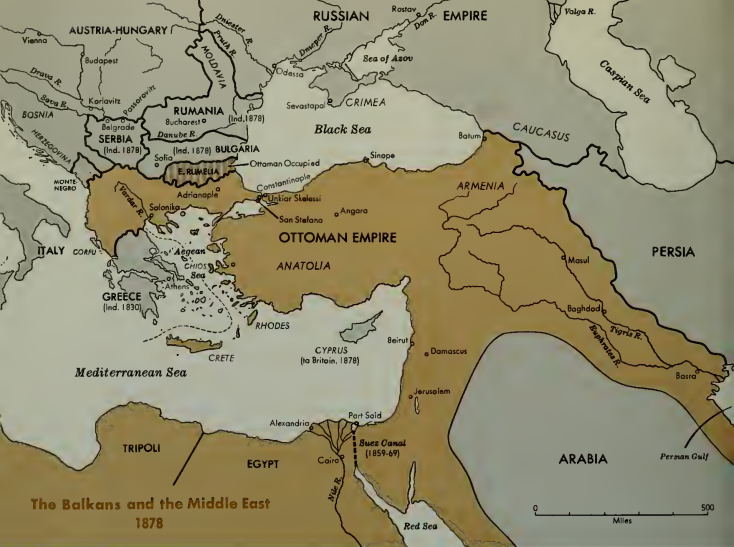 RUSSIAN EMPIRE
Rostov
Don R.
Volga R.
Dniester R.
Pruth R.
Dnieper R.
AUSTRIA-HUNGARY
Vienna
Budapest
MOLDAVIA
Odessa
Sea of Azov
Caspian Sea
Drava R.
Sava R.
Karlovitz
Passarovitz
BOSNIA
HERZEGOVINA
Belgrade
SERBIA
(Ind. 1878)
RUMANIA
Bucharest
(Ind. 1878)
Danube R.
(Ind. 1878) BULGARIA
Sofia
Sevastopol
CRIMEA
Black Sea
Batum
CAUCASUS
Ottoman Occupied
E. RUMELIA
Sinope
MONTE-
NEGRO
Constantinople
Adrianople
Unkiar Skelessi
San Stefano
Angora
ARMENIA
Vardar R.
Salonika
OTTOMAN EMPIRE
ANATOLIA
PERSIA
Mosul
ITALY
CORFU
Aegean
Sea
CHIOS
Athens
GREECE
(Ind. 1830)
RHODES
CRETE
CYPRUS
(to Britain, 1878)
Baghdad
Tigris R.
Euphrates R.
Basra
Beirut
Damascus
Mediterranean Sea
Jerusalem
Alexandria
Port Said
Suez Canal
(1859-69)
Cairo
TRIPOLI
EGYPT
Nile R.
ARABIA
Persian Gulf
Red Sea
The Balkans and the Middle East
1878
0
500
Miles